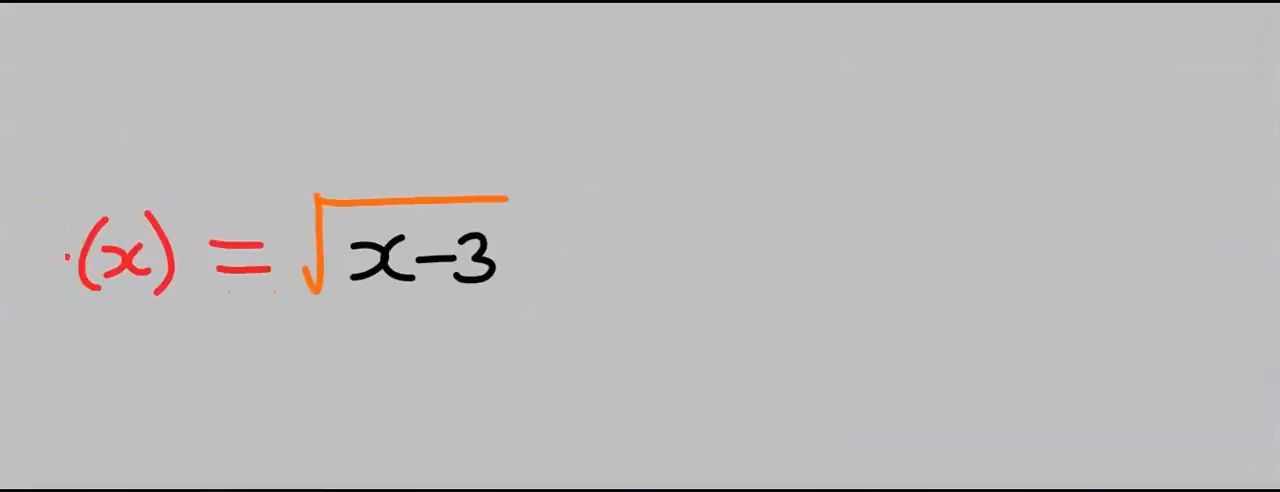 (x) = √(x-3)